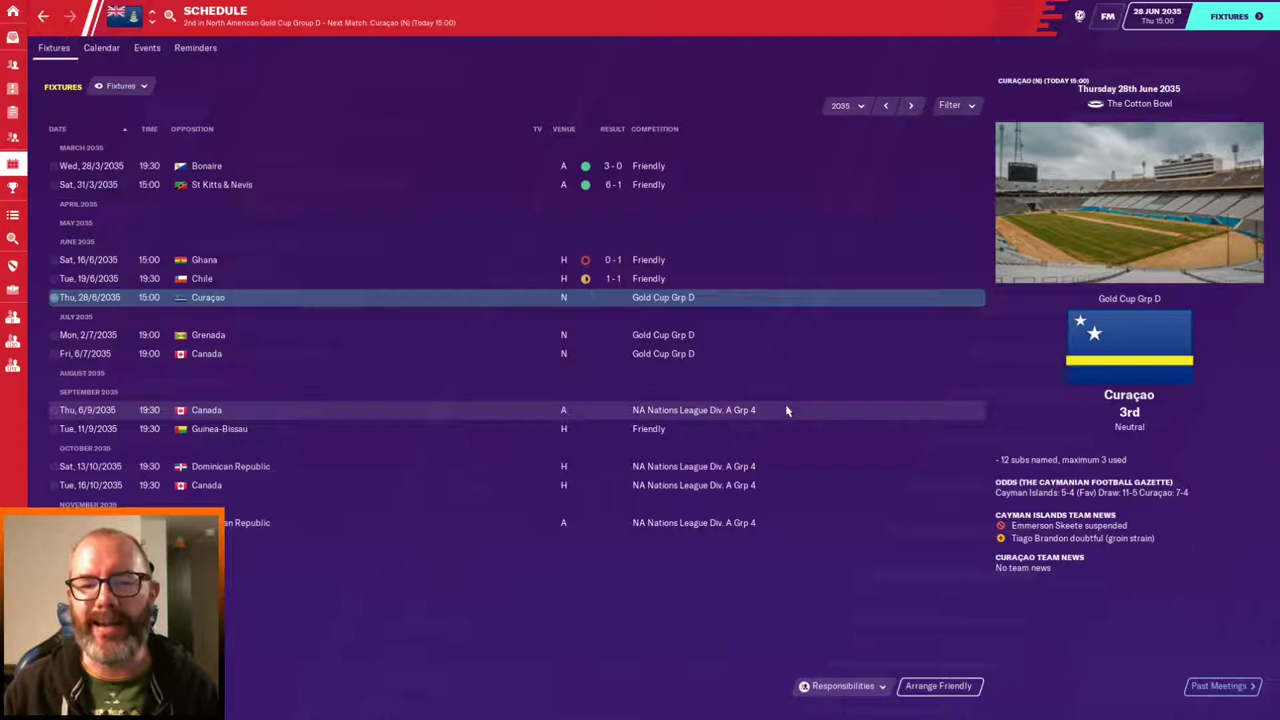 SCHEDULE
2nd in North American Gold Cup Group D - Next Match: Curaçao (N) (Today 15:00)
FM
28 JUN 2035
Thu 15:00
FIXTURES
Fixtures
Calendar
Events
Reminders
FIXTURES
Fixtures
2035
Filter
DATE TIME OPPOSITION TV VENUE RESULT COMPETITION
MARCH 2035
Wed, 28/3/2035 19:30 Bonaire A 3 - 0 Friendly
Sat, 31/3/2035 15:00 St Kitts & Nevis A 6 - 1 Friendly
APRIL 2035
MAY 2035
JUNE 2035
Sat, 16/6/2035 15:00 Ghana H 0 - 1 Friendly
Tue, 19/6/2035 19:30 Chile H 1 - 1 Friendly
Thu, 28/6/2035 15:00 Curaçao N Gold Cup Grp D
JULY 2035
Mon, 2/7/2035 19:00 Grenada N Gold Cup Grp D
Fri, 6/7/2035 19:00 Canada N Gold Cup Grp D
AUGUST 2035
SEPTEMBER 2035
Thu, 6/9/2035 19:30 Canada A NA Nations League Div. A Grp 4
Tue, 11/9/2035 19:30 Guinea-Bissau H Friendly
OCTOBER 2035
Sat, 13/10/2035 19:30 Dominican Republic H NA Nations League Div. A Grp 4
Tue, 16/10/2035 19:30 Canada H NA Nations League Div. A Grp 4
NOVEMBER 2035
Republic A NA Nations League Div. A Grp 4
CURAÇAO (N) (TODAY 15:00)
Thursday 28th June 2035
The Cotton Bowl
Gold Cup Grp D
Curaçao
3rd
Neutral
- 12 subs named, maximum 3 used
ODDS (THE CAYMANIAN FOOTBALL GAZETTE)
Cayman Islands: 5-4 (Fav) Draw: 11-5 Curaçao: 7-4
CAYMAN ISLANDS TEAM NEWS
Emmerson Skeete suspended
Tiago Brandon doubtful (groin strain)
CURAÇAO TEAM NEWS
No team news
Responsibilities
Arrange Friendly
Past Meetings